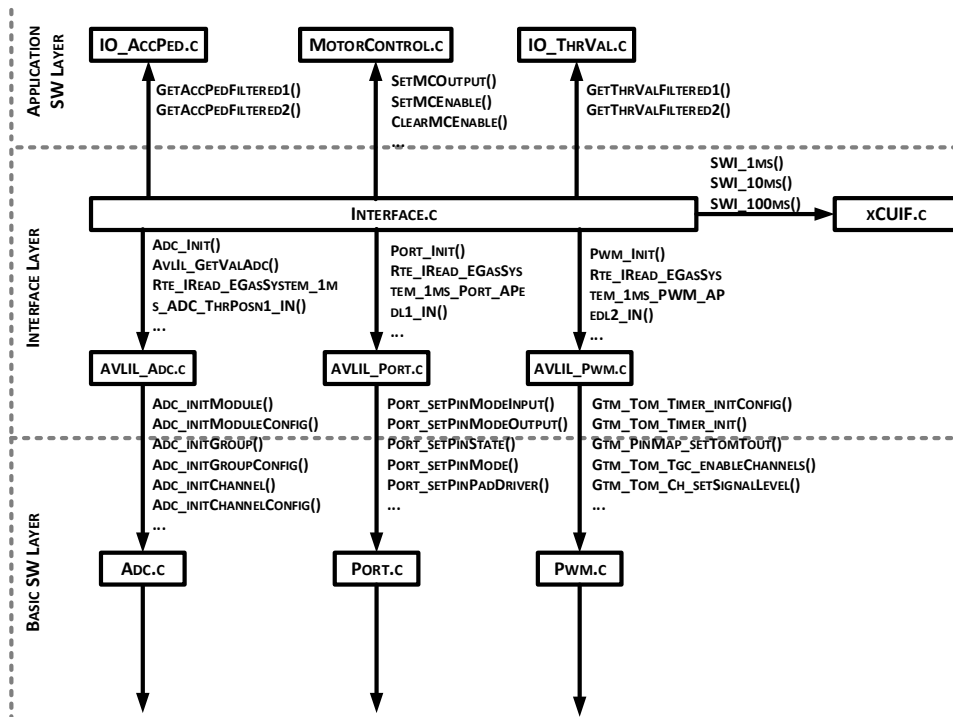 APPLICATION
SW LAYER
IO_ACCPED.C
MOTORCONTROL.C
IO_THRVAL.C
GETACCPEDFILTERED1()
GETACCPEDFILTERED2()
SETMCOUTPUT()
SETMCENABLE()
CLEARMCENABLE()
...
GETTHRVALFILTERED1()
GETTHRVALFILTERED2()
INTERFACE LAYER
SWI_1MS()
SWI_10MS()
SWI_100MS()
INTERFACE.C
XCUIF.C
ADC_INIT()
AVLIL_GETVALADC()
RTE_IREAD_EGASSYSTEM_1M
S_ADC_THRPOSN1_IN()
...
PORT_INIT()
RTE_IREAD_EGASSYS
TEM_1MS_PORT_APE
DL1_IN()
...
PWM_INIT()
RTE_IREAD_EGASSYS
TEM_1MS_PWM_AP
EDL2_IN()
...
AVLIL_ADC.C
AVLIL_PORT.C
AVLIL_PWM.C
ADC_INITMODULE()
ADC_INITMODULECONFIG()
ADC_INITGROUP()
ADC_INITGROUPCONFIG()
ADC_INITCHANNEL()
ADC_INITCHANNELCONFIG()
...
PORT_SETPINMODEINPUT()
PORT_SETPINMODEOUTPUT()
PORT_SETPINSTATE()
PORT_SETPINMODE()
PORT_SETPINPADDRIVER()
...
GTM_TOM_TIMER_INITCONFIG()
GTM_TOM_TIMER_INIT()
GTM_PINMAP_SETTOMTOUT()
GTM_TOM_TGC_ENABLECHANNELS()
GTM_TOM_CH_SETSIGNALLEVEL()
...
BASIC SW LAYER
ADC.C
PORT.C
PWM.C